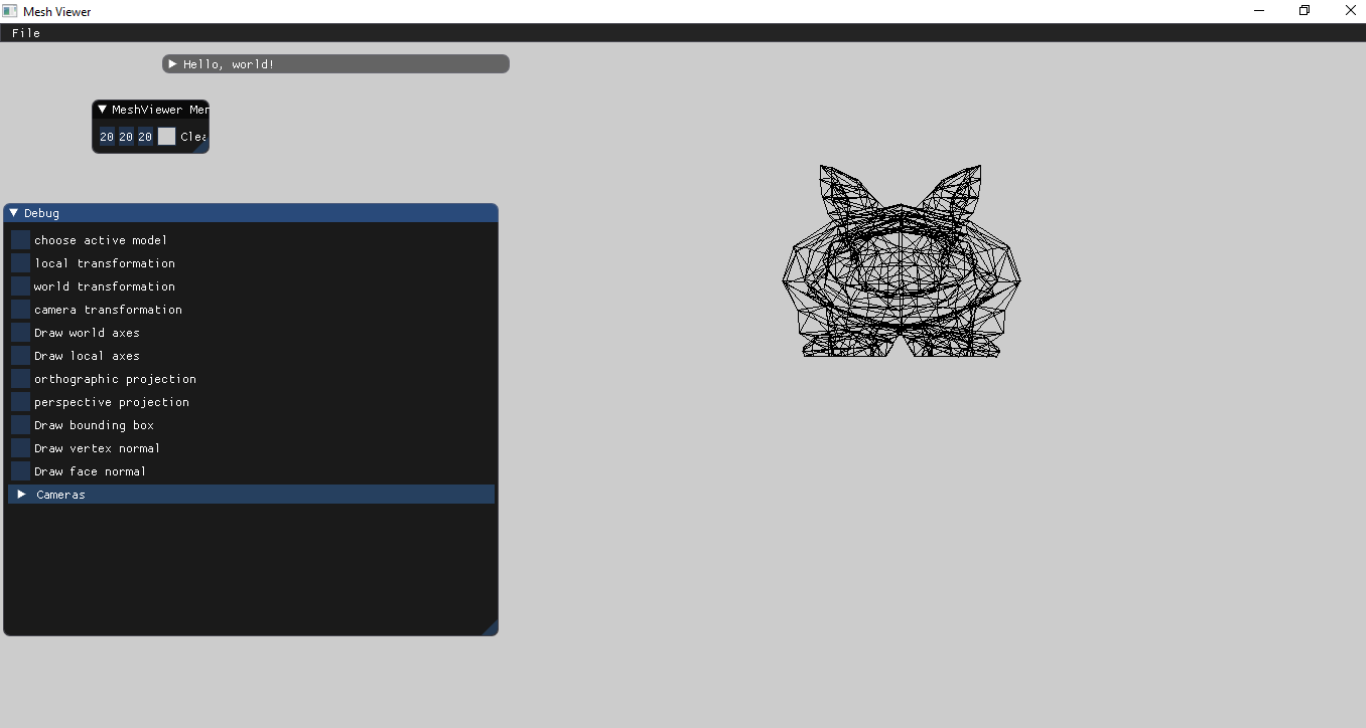 Mesh Viewer
File
Hello, world!
MeshViewer
20 20 20
Debug
choose active model
local transformation
world transformation
camera transformation
Draw world axes
Draw local axes
orthographic projection
perspective projection
Draw bounding box
Draw vertex normal
Draw face normal
Cameras